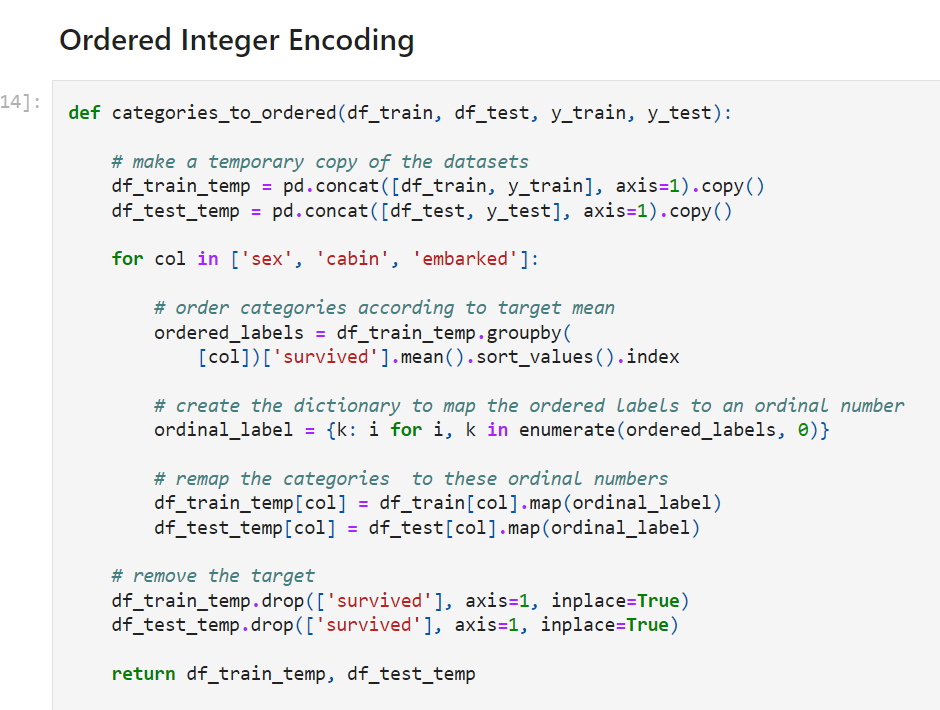 Ordered Integer Encoding
14]:
def categories_to_ordered(df_train, df_test, y_train, y_test):
    # make a temporary copy of the datasets
    df_train_temp = pd.concat([df_train, y_train], axis=1).copy()
    df_test_temp = pd.concat([df_test, y_test], axis=1).copy()
    for col in ['sex', 'cabin', 'embarked']:
        # order categories according to target mean
        ordered_labels = df_train_temp.groupby(
            [col])['survived'].mean().sort_values().index
        # create the dictionary to map the ordered labels to an ordinal number
        ordinal_label = {k: i for i, k in enumerate(ordered_labels, 0)}
        # remap the categories  to these ordinal numbers
        df_train_temp[col] = df_train[col].map(ordinal_label)
        df_test_temp[col] = df_test[col].map(ordinal_label)
    # remove the target
    df_train_temp.drop(['survived'], axis=1, inplace=True)
    df_test_temp.drop(['survived'], axis=1, inplace=True)
    return df_train_temp, df_test_temp